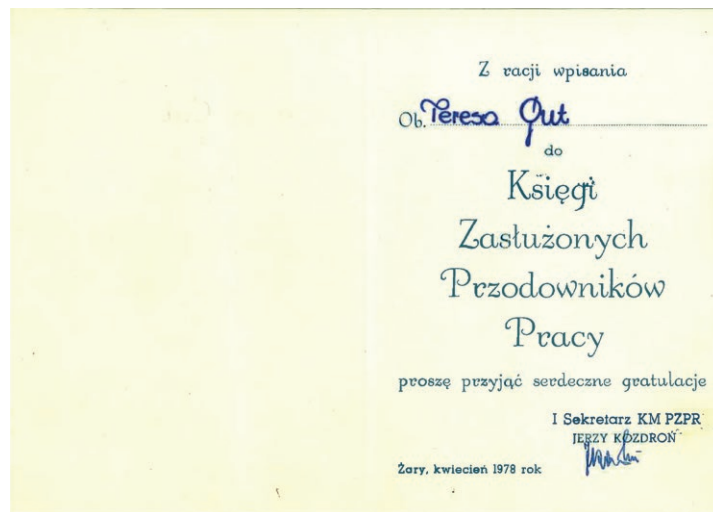 Z racji wpisania
Ob. Teresa Gut
do
Księgi
Zasłużonych
Przodowników
Pracy
proszę przyjąć serdeczne gratulacje
I Sekretarz KM PZPR
JERZY KOZDROŃ
Żary, kwiecień 1978 rok